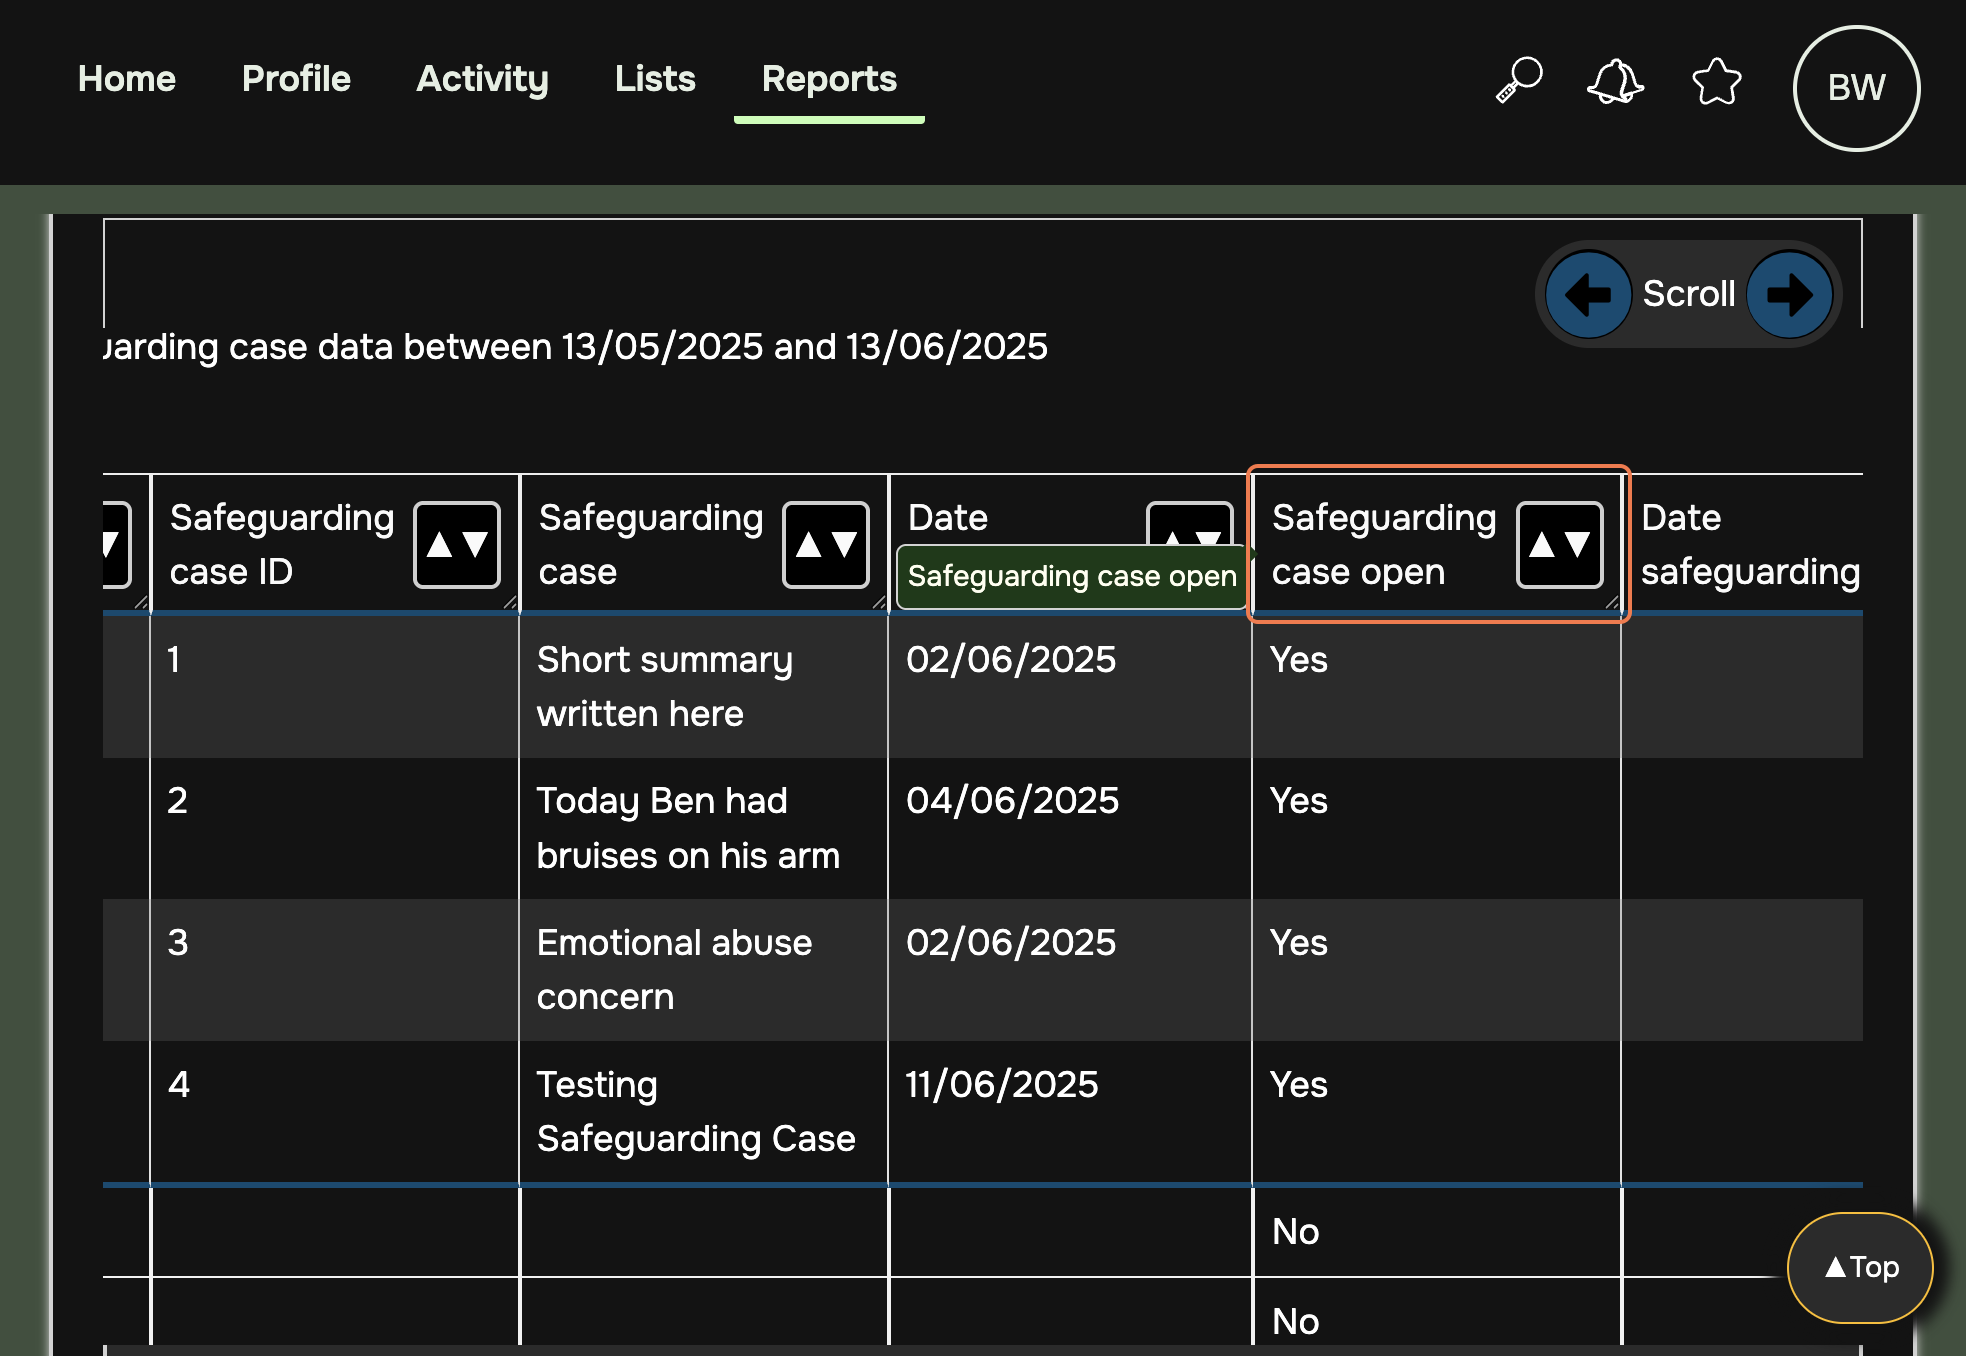 Home Profile Activity Lists Reports BW
Scroll
arding case data between 13/05/2025 and 13/06/2025
Safeguarding case ID
Safeguarding case
Date
Safeguarding case open
Safeguarding case open
Date safeguarding
1 Short summary written here 02/06/2025 Yes
2 Today Ben had bruises on his arm 04/06/2025 Yes
3 Emotional abuse concern 02/06/2025 Yes
4 Testing Safeguarding Case 11/06/2025 Yes
No
No
▲Top